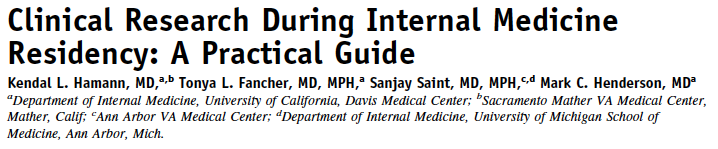 Clinical Research During Internal Medicine
Residency: A Practical Guide
Kendal L. Hamann, MD,a,b Tonya L. Fancher, MD, MPH,a Sanjay Saint, MD, MPH,c,d Mark C. Henderson, MDa
aDepartment of Internal Medicine, University of California, Davis Medical Center; bSacramento Mather VA Medical Center,
Mather, Calif; cAnn Arbor VA Medical Center; dDepartment of Internal Medicine, University of Michigan School of
Medicine, Ann Arbor, Mich.